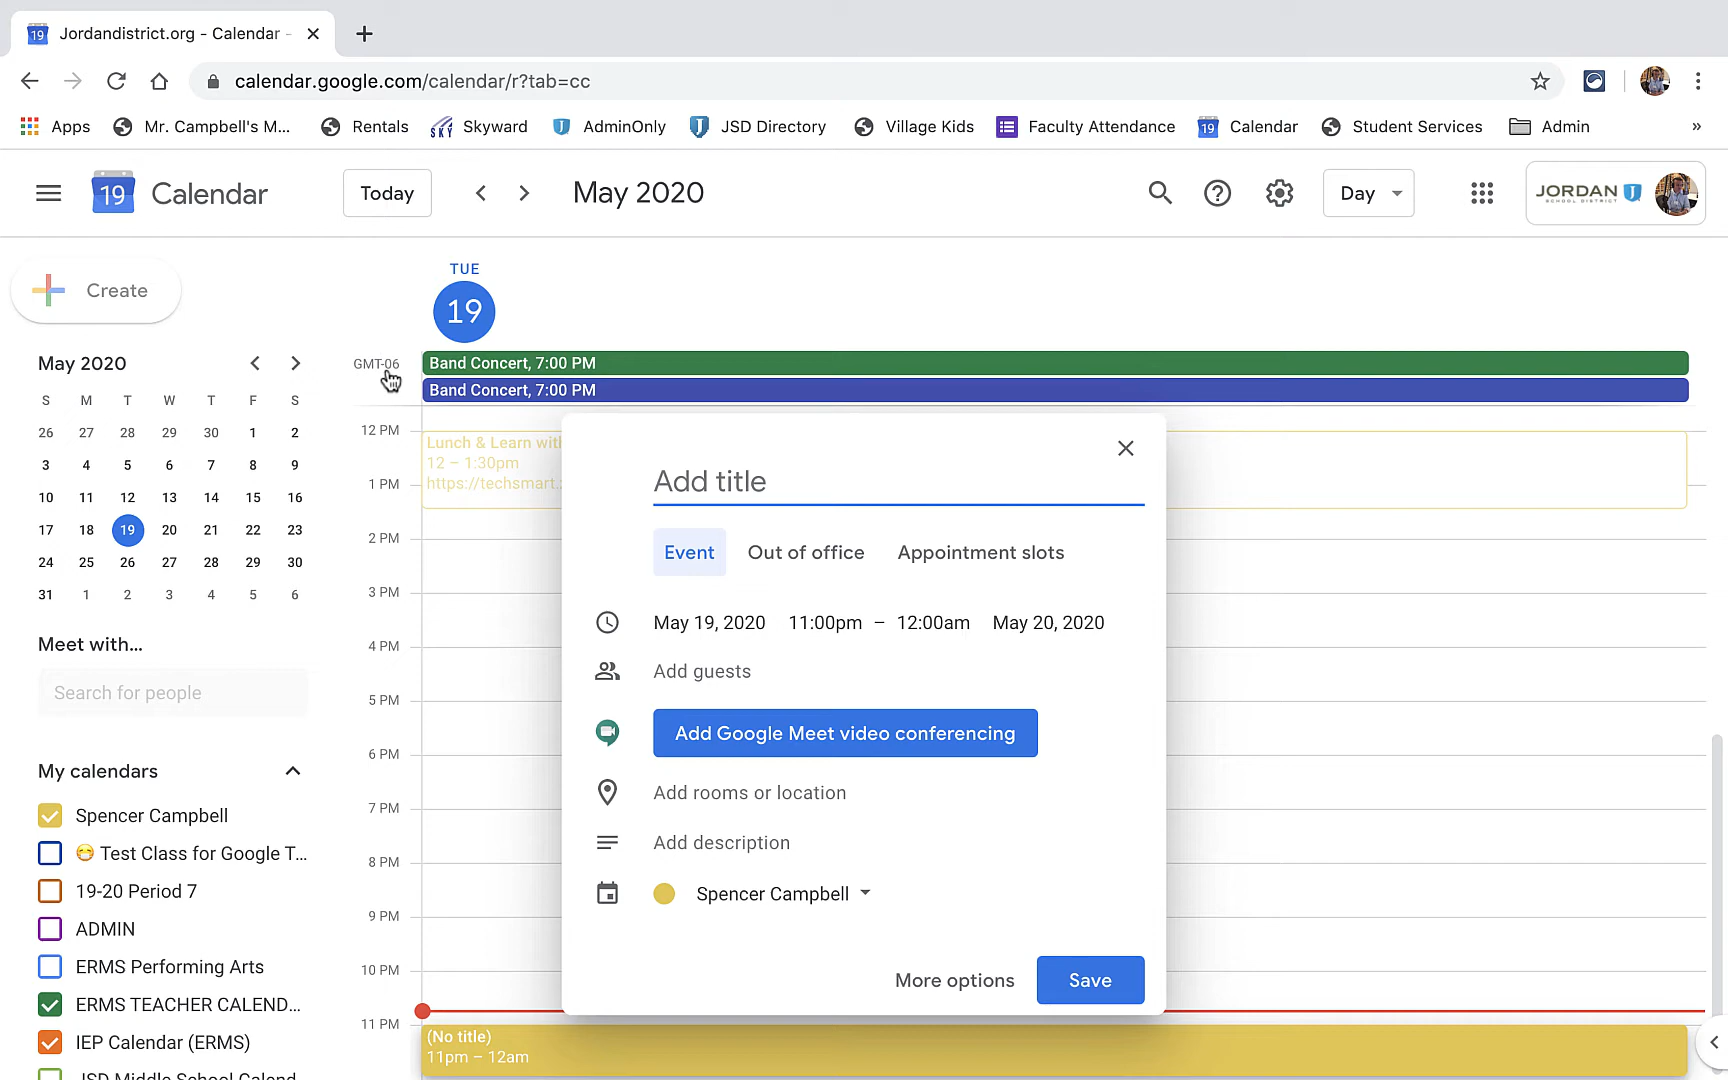 Jordandistrict.org - Calendar -
calendar.google.com/calendar/r?tab=cc
Apps
Mr. Campbell's M...
Rentals
SKY
Skyward
AdminOnly
JSD Directory
Village Kids
Faculty Attendance
19
Calendar
Student Services
Admin
»
19
Calendar
Today
May 2020
Day
JORDAN
SCHOOL DISTRICT
Create
TUE
19
GMT-06
Band Concert, 7:00 PM
Band Concert, 7:00 PM
May 2020
S M T W T F S
26 27 28 29 30 1 2
3 4 5 6 7 8 9
10 11 12 13 14 15 16
17 18 19 20 21 22 23
24 25 26 27 28 29 30
31 1 2 3 4 5 6
Meet with...
Search for people
My calendars
Spencer Campbell
😷 Test Class for Google T...
19-20 Period 7
ADMIN
ERMS Performing Arts
ERMS TEACHER CALEND...
IEP Calendar (ERMS)
JSD Middle School Calend
12 PM
1 PM
2 PM
3 PM
4 PM
5 PM
6 PM
7 PM
8 PM
9 PM
10 PM
11 PM
Lunch & Learn with
12 – 1:30pm
https://techsmart.
Add title
Event
Out of office
Appointment slots
May 19, 2020 11:00pm – 12:00am May 20, 2020
Add guests
Add Google Meet video conferencing
Add rooms or location
Add description
Spencer Campbell
More options
Save
(No title)
11pm – 12am